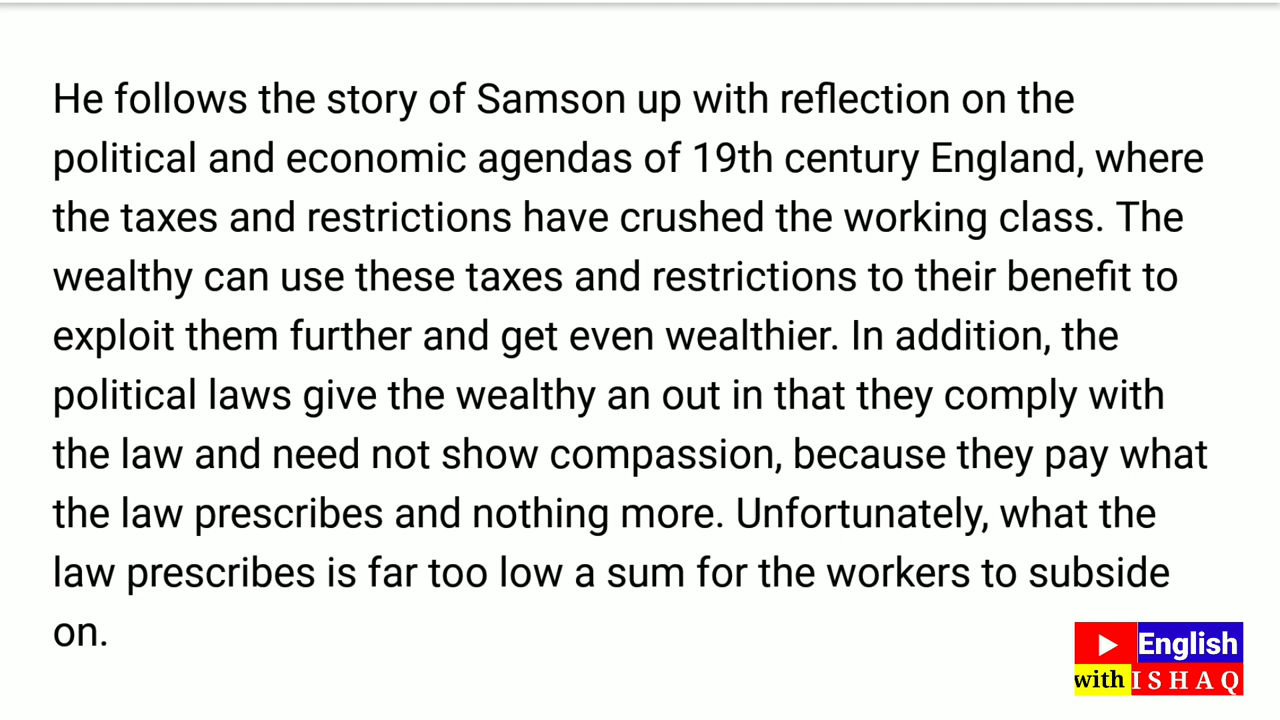 He follows the story of Samson up with reflection on the
political and economic agendas of 19th century England, where
the taxes and restrictions have crushed the working class. The
wealthy can use these taxes and restrictions to their benefit to
exploit them further and get even wealthier. In addition, the
political laws give the wealthy an out in that they comply with
the law and need not show compassion, because they pay what
the law prescribes and nothing more. Unfortunately, what the
law prescribes is far too low a sum for the workers to subside
on.
English
with ISHAQ